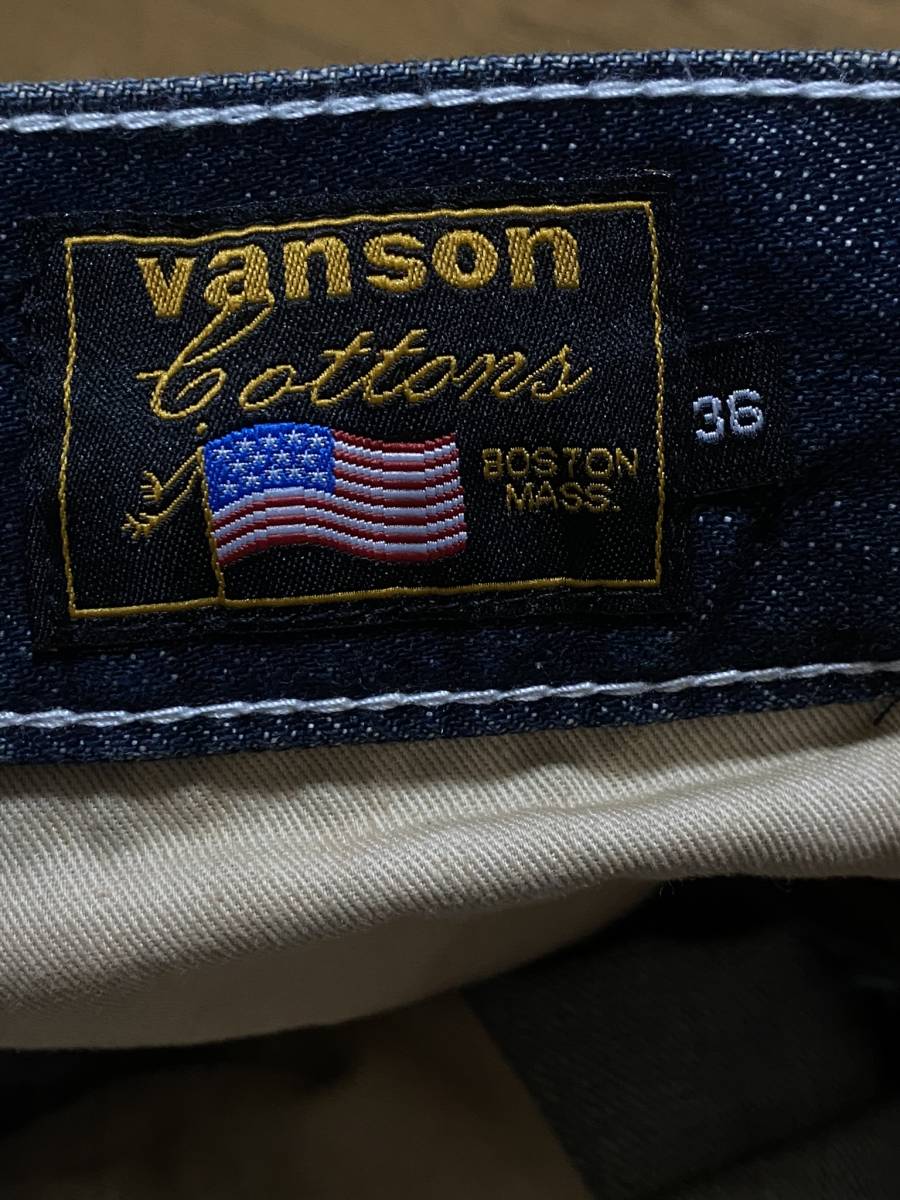 vanson
Cottons
BOSTON
MASS.
36